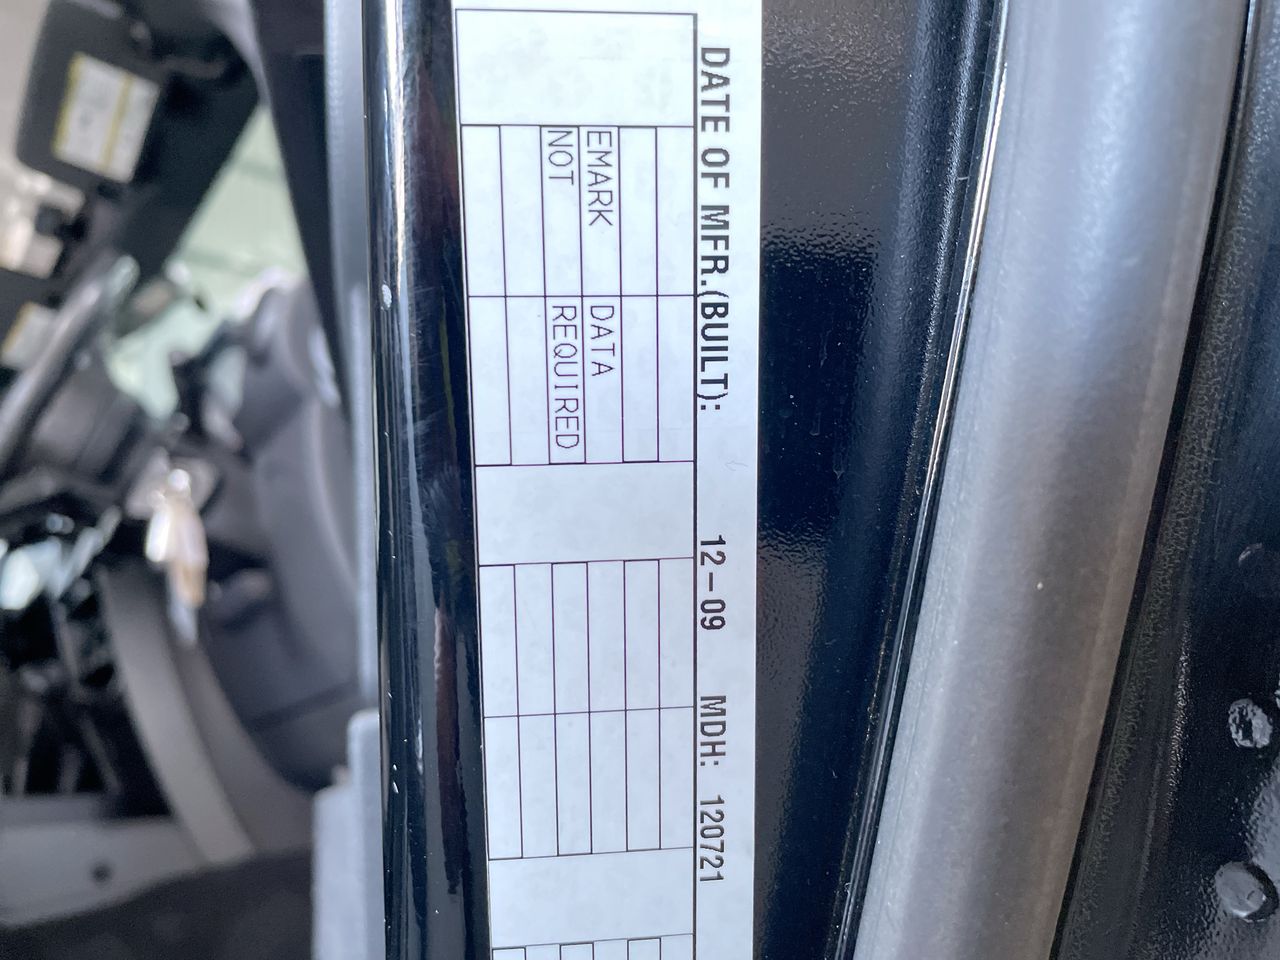 DATE OF MFR.(BUILT): 12-09 MDH: 120721
EMARK DATA
NOT REQUIRED